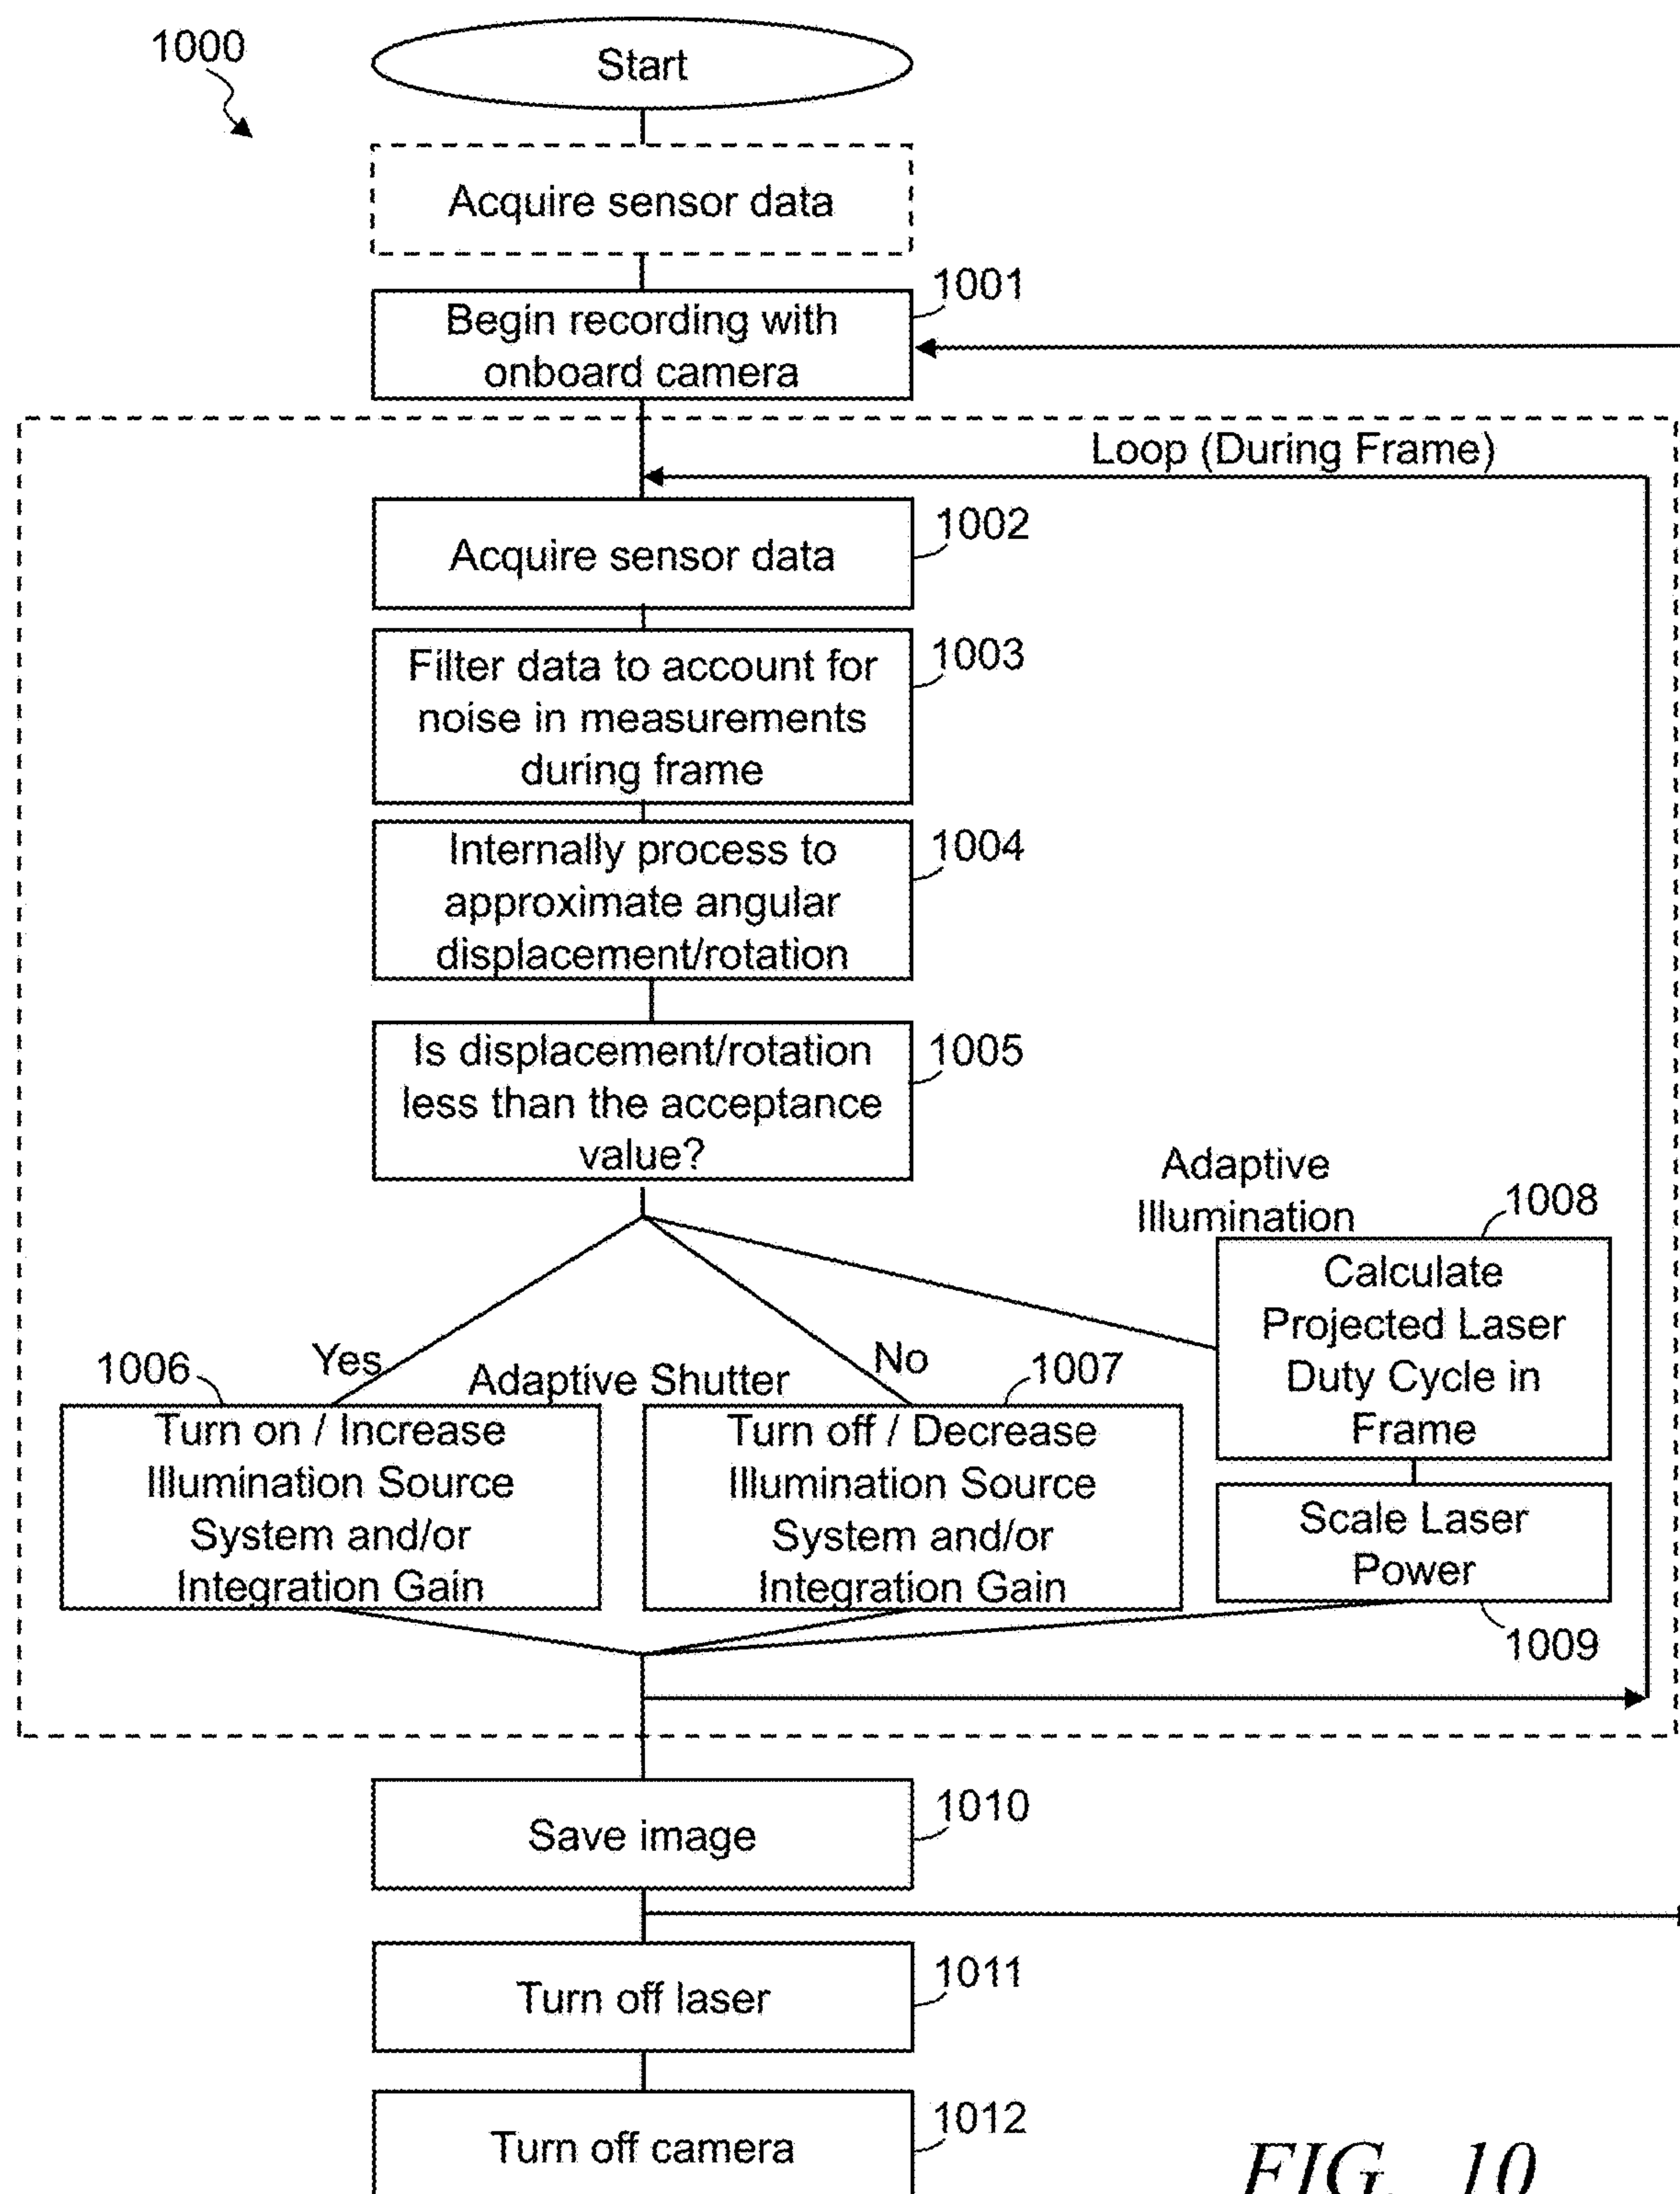 1000
Start
Acquire sensor data
1001
Begin recording with
onboard camera
Loop (During Frame)
1002
Acquire sensor data
1003
Filter data to account for
noise in measurements
during frame
1004
Internally process to
approximate angular
displacement/rotation
1005
Is displacement/rotation
less than the acceptance
value?
Adaptive
Illumination
1008
Calculate
Projected Laser
Duty Cycle in
Frame
Scale Laser
Power
1009
Yes
No
1006
Adaptive Shutter
1007
Turn on / Increase
Illumination Source
System and/or
Integration Gain
Turn off / Decrease
Illumination Source
System and/or
Integration Gain
1010
Save image
1011
Turn off laser
1012
Turn off camera
FIG. 10